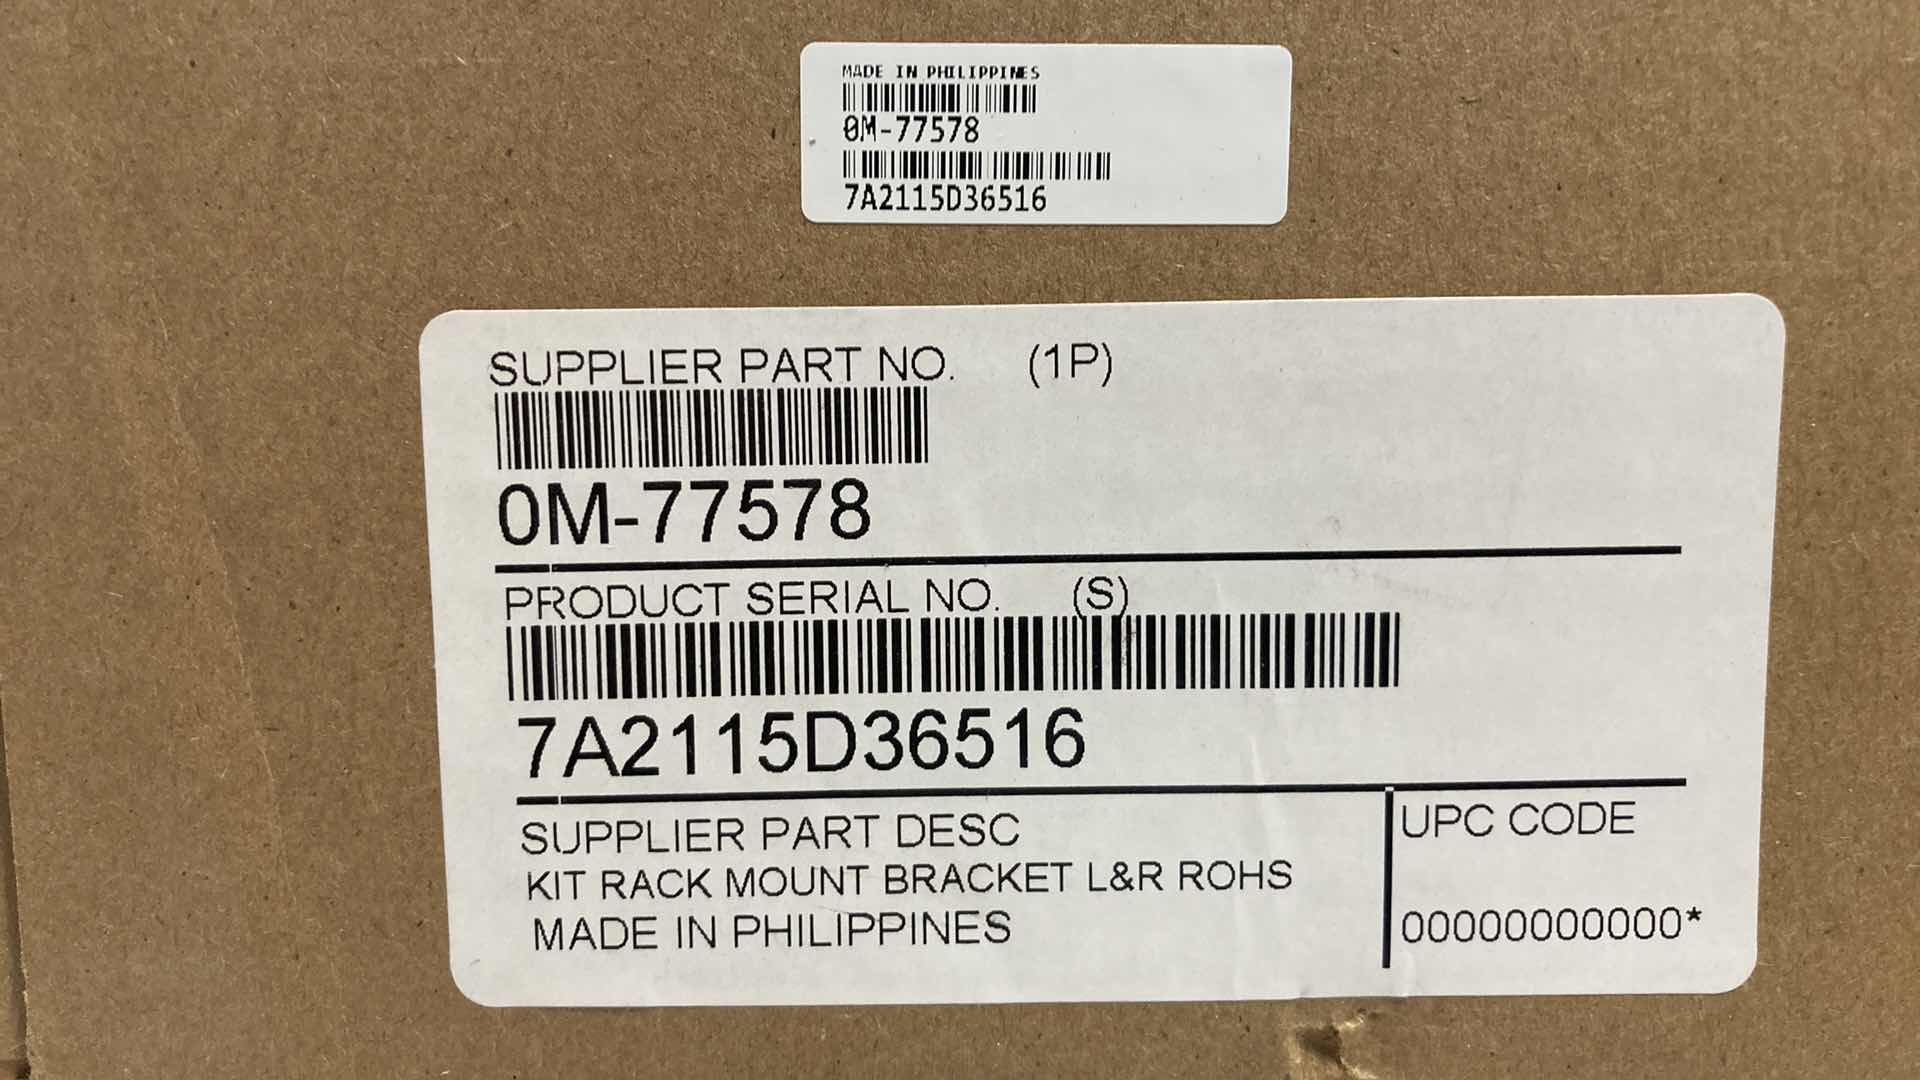 MADE IN PHILIPPINES
0M-77578
7A2115D36516
SUPPLIER PART NO. (1P)
0M-77578
PRODUCT SERIAL NO. (S)
7A2115D36516
SUPPLIER PART DESC
KIT RACK MOUNT BRACKET L&R ROHS
MADE IN PHILIPPINES
UPC CODE
00000000000*